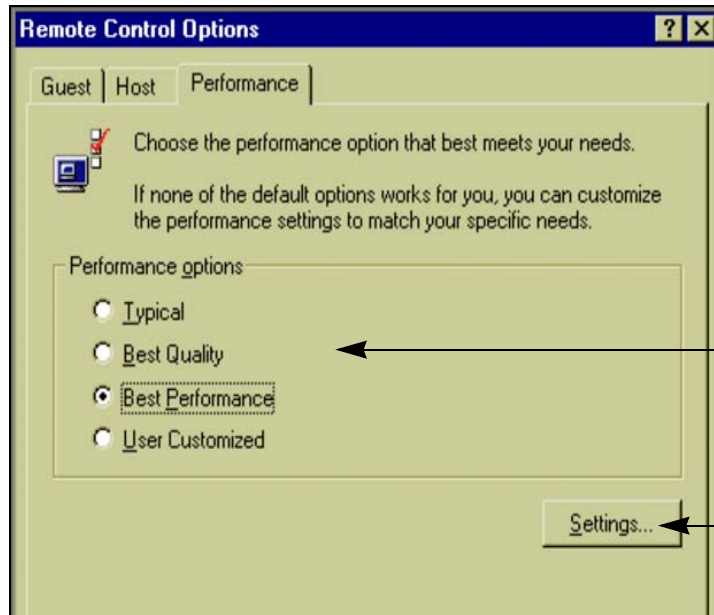 Remote Control Options
Guest Host Performance
Choose the performance option that best meets your needs.
If none of the default options works for you, you can customize
the performance settings to match your specific needs.
Performance options
Typical
Best Quality
Best Performance
User Customized
Settings...